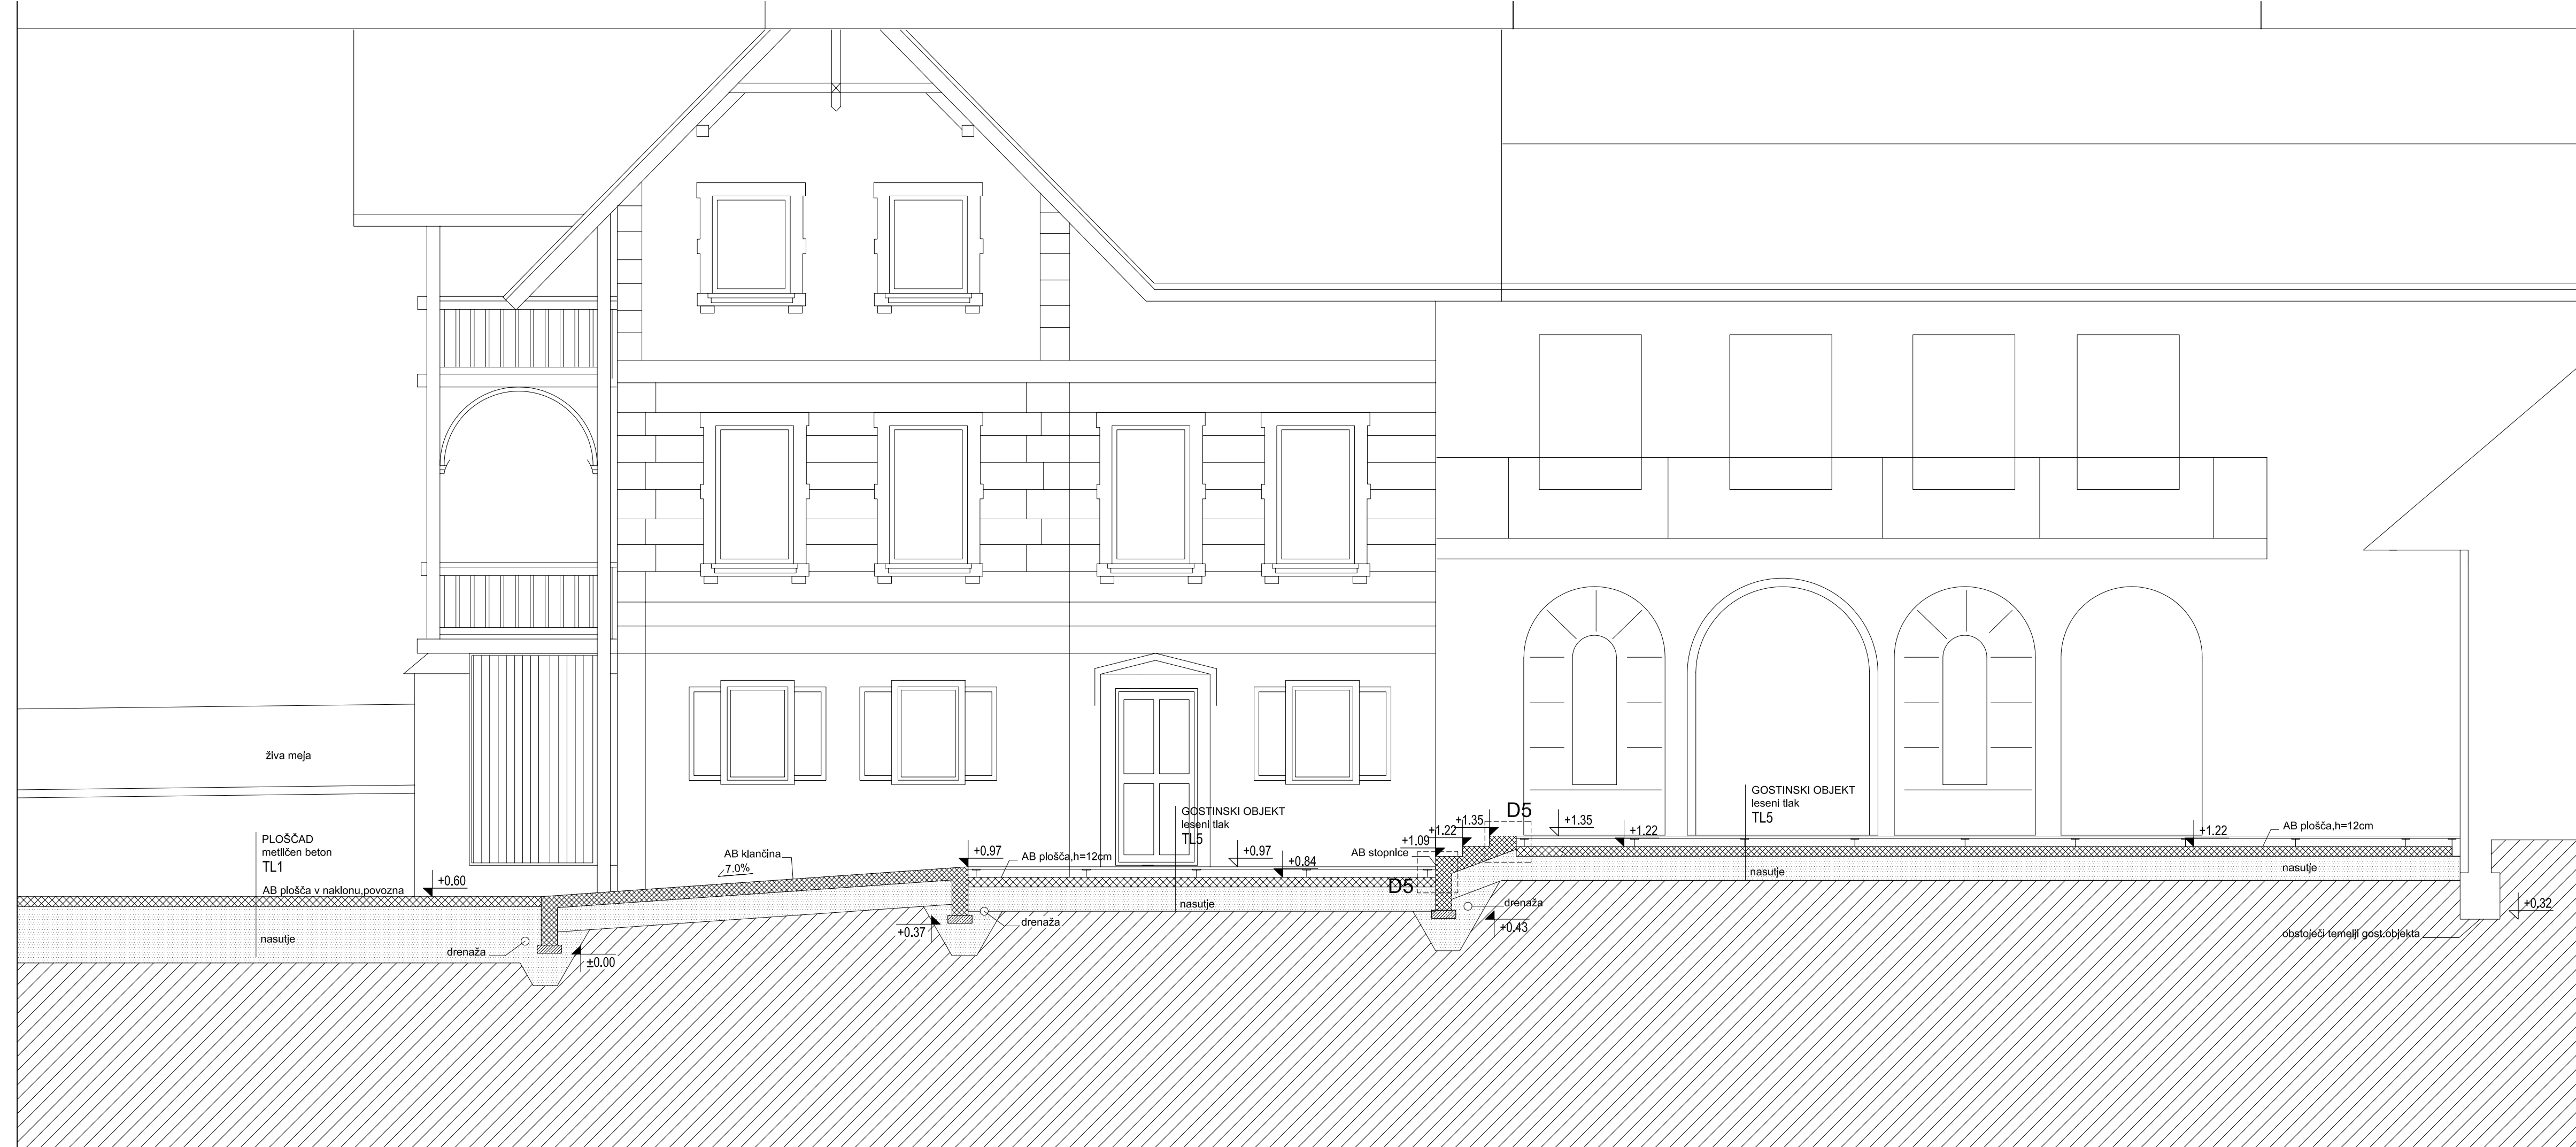 živa meja
PLOŠČAD
metličen beton
TL1
AB plošča v naklonu,povozna
+0.60
nasutje
drenaža
±0.00
AB klančina
7.0%
+0.97
AB plošča,h=12cm
+0.37
drenaža
GOSTINSKI OBJEKT
leseni tlak
TL5
+0.97
+0.84
nasutje
AB stopnice
+1.09
+1.22
+1.35
D5
D5
drenaža
+0.43
+1.35
+1.22
GOSTINSKI OBJEKT
leseni tlak
TL5
nasutje
+1.22
AB plošča,h=12cm
nasutje
obstoječi temelji gost.objekta
+0.32